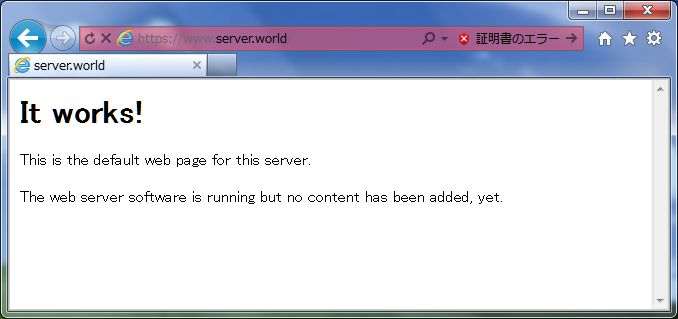 https://www.server.world
証明書のエラー
server.world
It works!
This is the default web page for this server.
The web server software is running but no content has been added, yet.